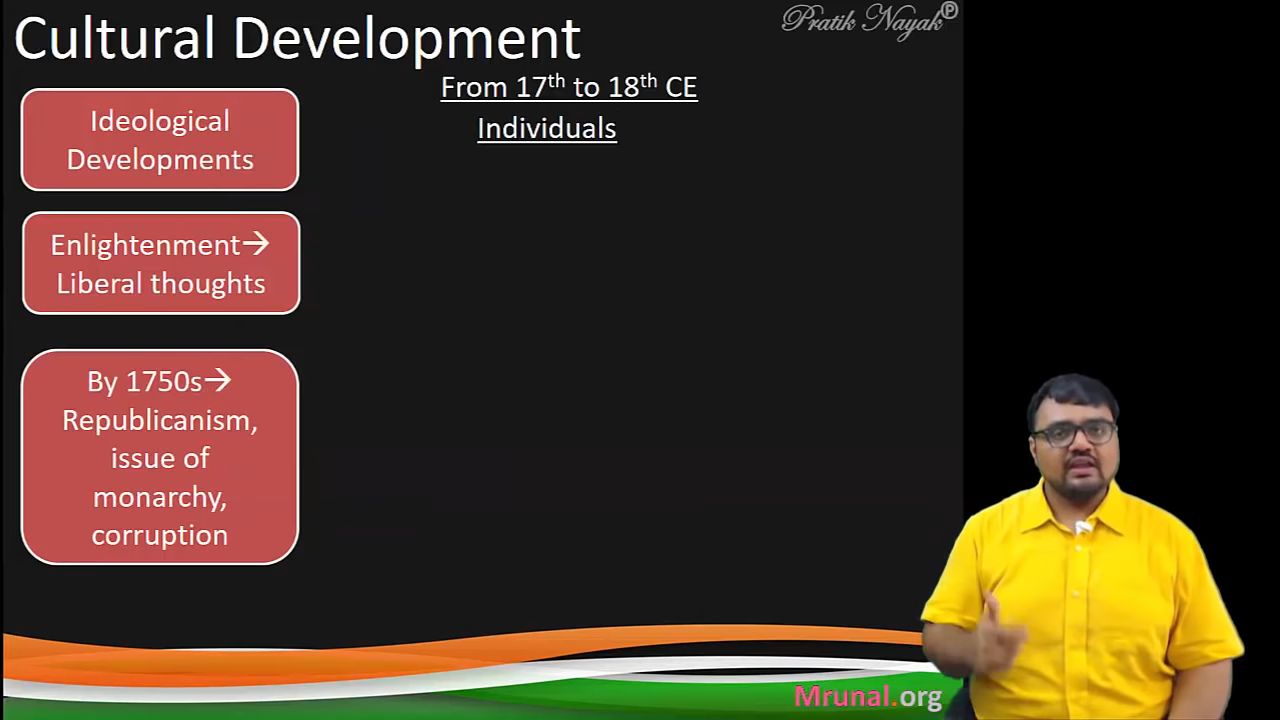 Cultural Development
Pratik Nayak®
From 17th to 18th CE
Individuals
Ideological
Developments
Enlightenment→
Liberal thoughts
By 1750s→
Republicanism,
issue of
monarchy,
corruption
Mrunal.org